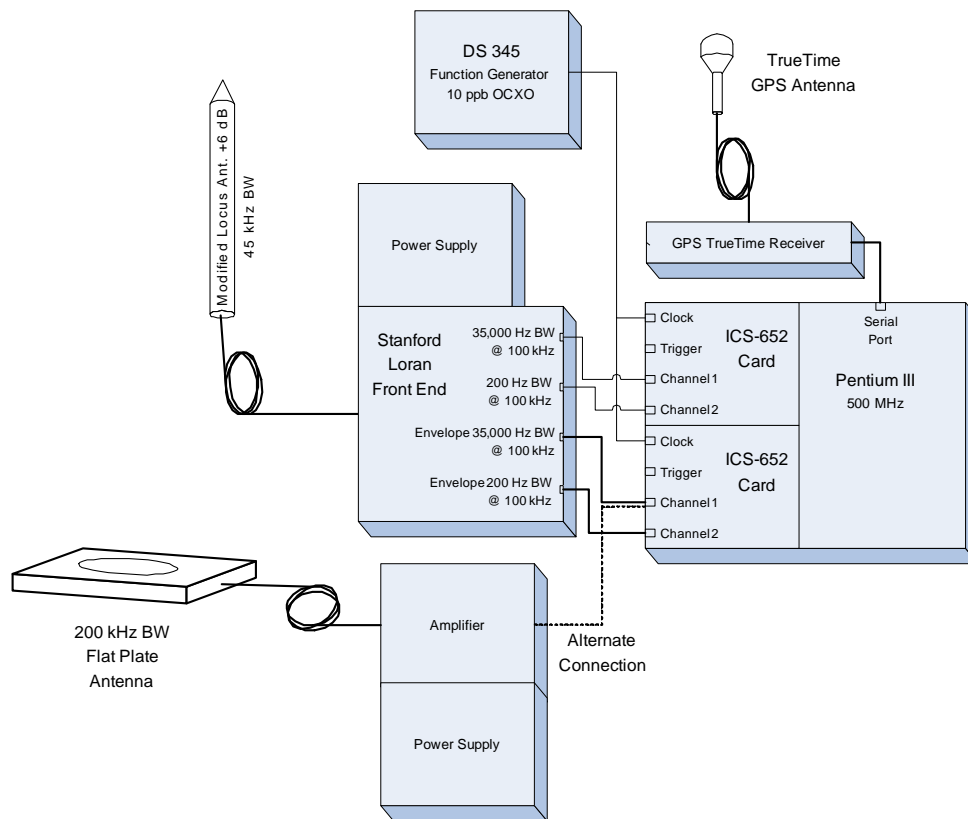 DS 345
Function Generator
10 ppb OCXO
TrueTime
GPS Antenna
Modified Locus Ant. +6 dB
45 kHz BW
Power Supply
GPS TrueTime Receiver
Stanford
Loran
Front End
35,000 Hz BW
@ 100 kHz
200 Hz BW
@ 100 kHz
Envelope 35,000 Hz BW
@ 100 kHz
Envelope 200 Hz BW
@ 100 kHz
Clock
Trigger
Channel 1
Channel 2
ICS-652
Card
Clock
Trigger
Channel 1
Channel 2
ICS-652
Card
Serial
Port
Pentium III
500 MHz
200 kHz BW
Flat Plate
Antenna
Amplifier
Alternate
Connection
Power Supply